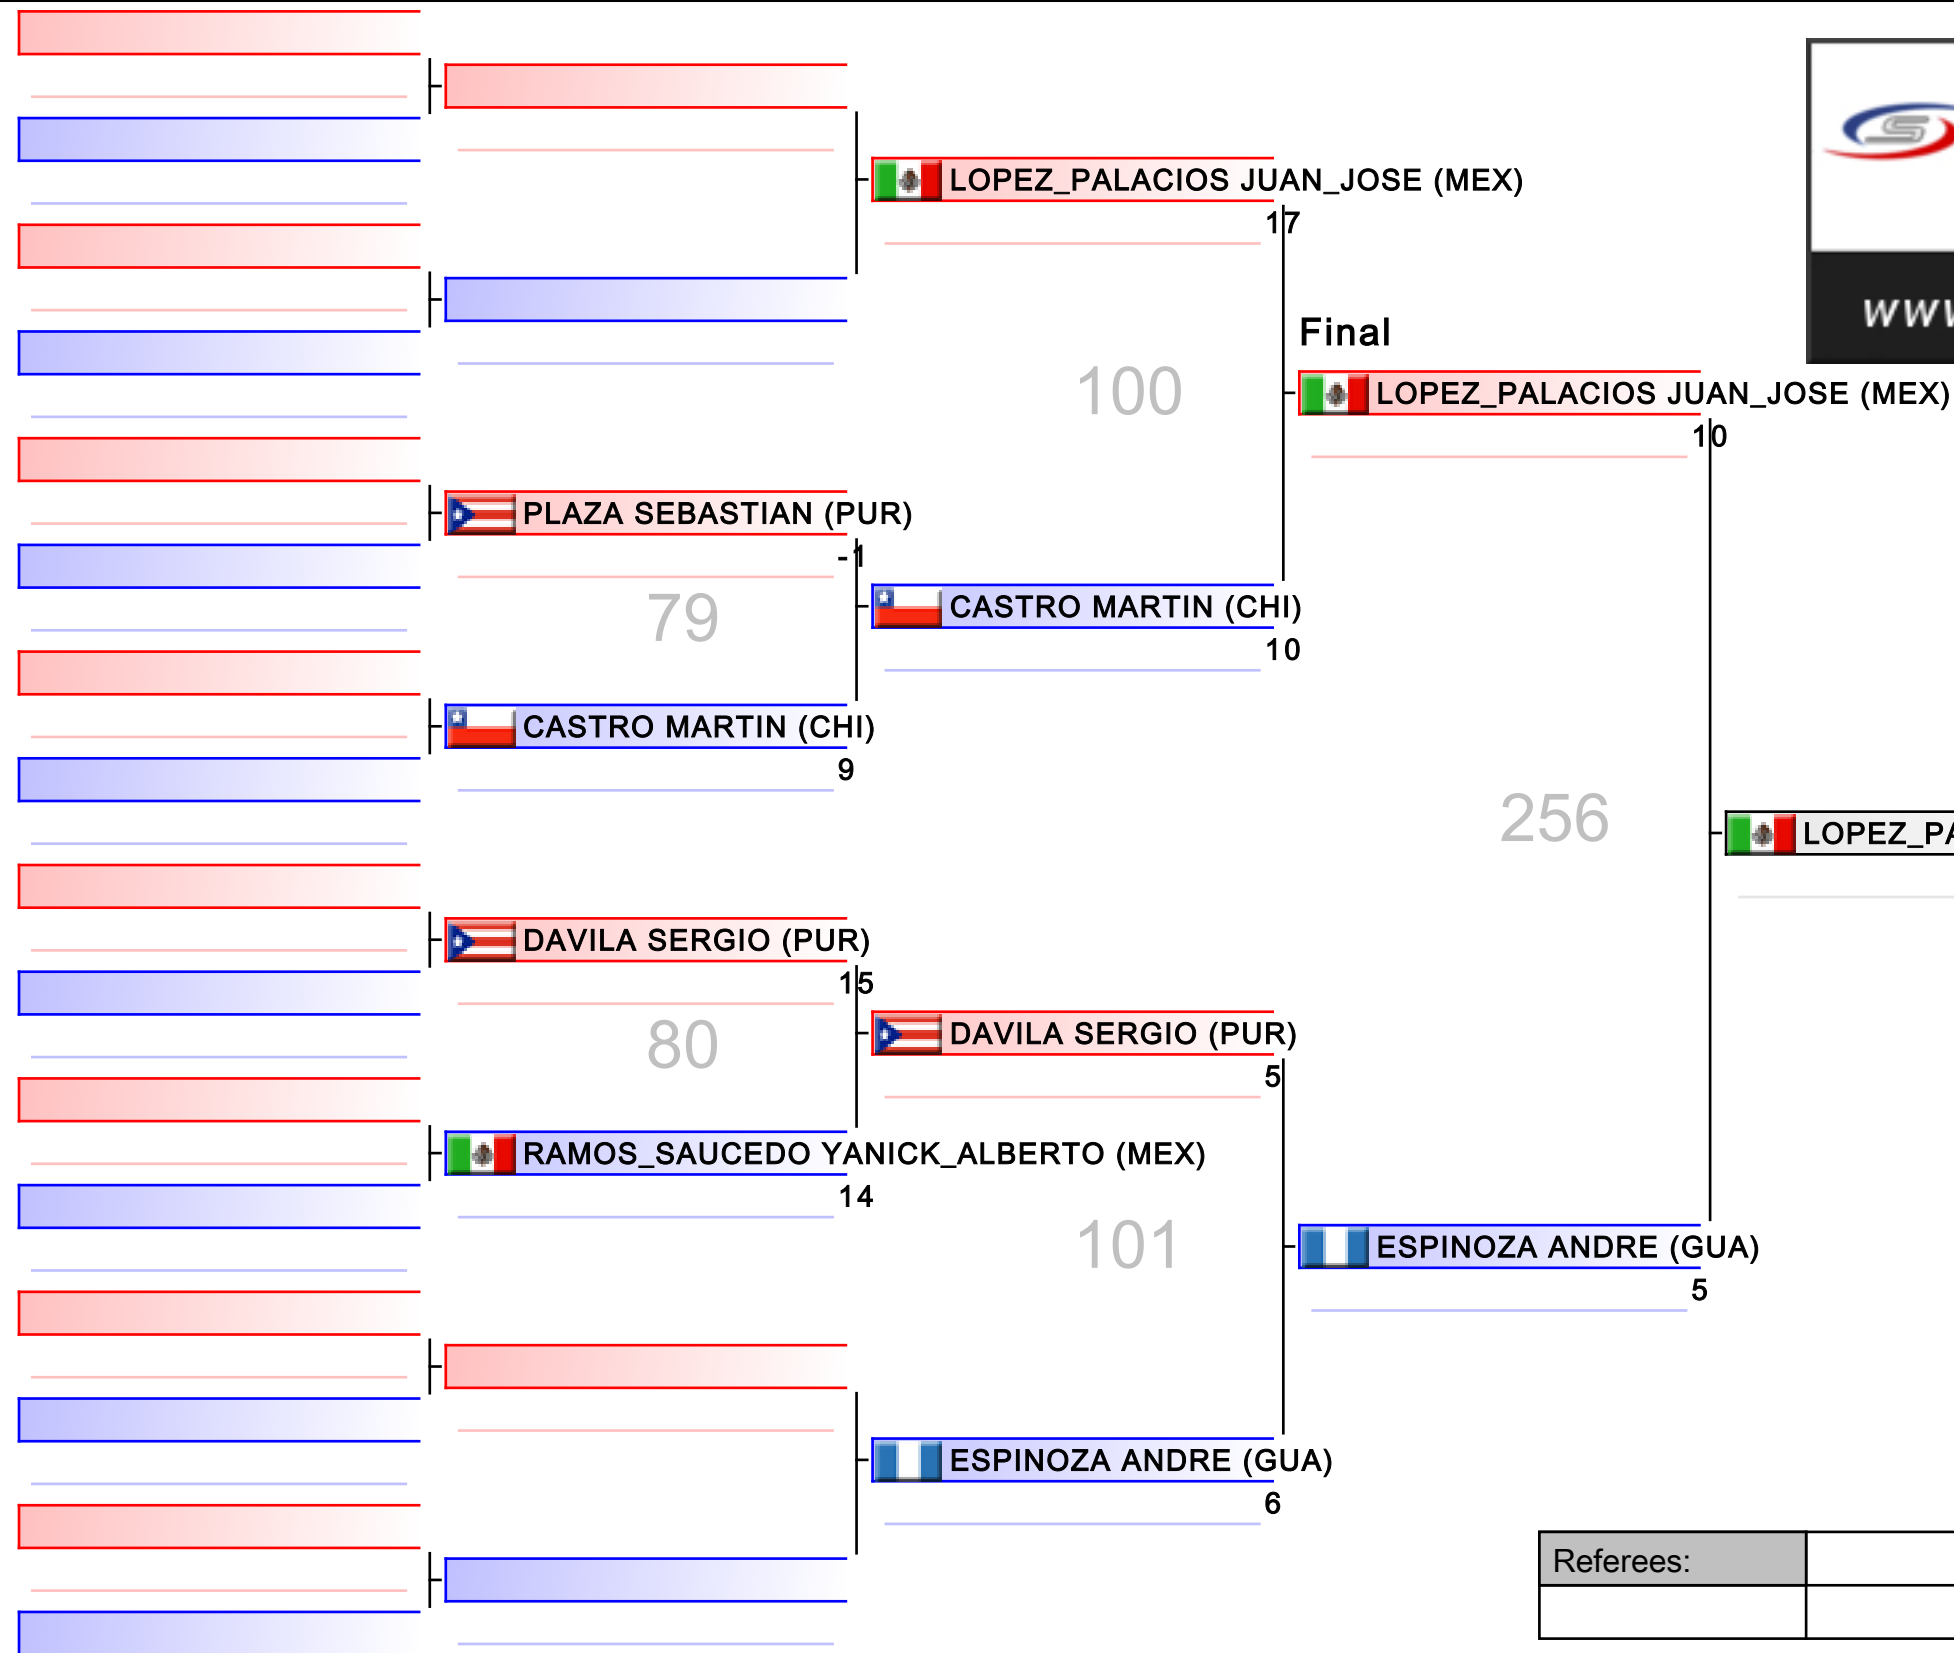 LOPEZ_PALACIOS JUAN_JOSE (MEX)
17
WWW
Final
100
LOPEZ_PALACIOS JUAN_JOSE (MEX)
10
PLAZA SEBASTIAN (PUR)
-1
79
CASTRO MARTIN (CHI)
10
CASTRO MARTIN (CHI)
9
256
LOPEZ_PA
DAVILA SERGIO (PUR)
15
80
DAVILA SERGIO (PUR)
5
RAMOS_SAUCEDO YANICK_ALBERTO (MEX)
14
101
ESPINOZA ANDRE (GUA)
5
ESPINOZA ANDRE (GUA)
6
Referees: